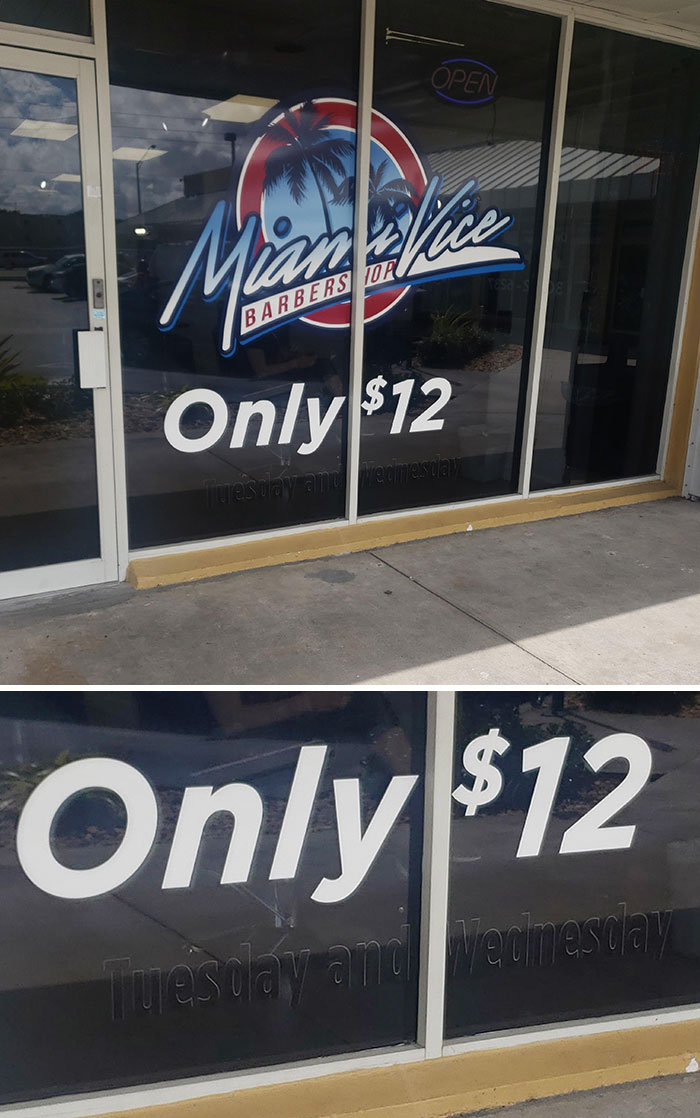 OPEN
Miami Vice
BARBERSHOP
Only $12
Tuesday and Wednesday
Only $12
Tuesday and Wednesday